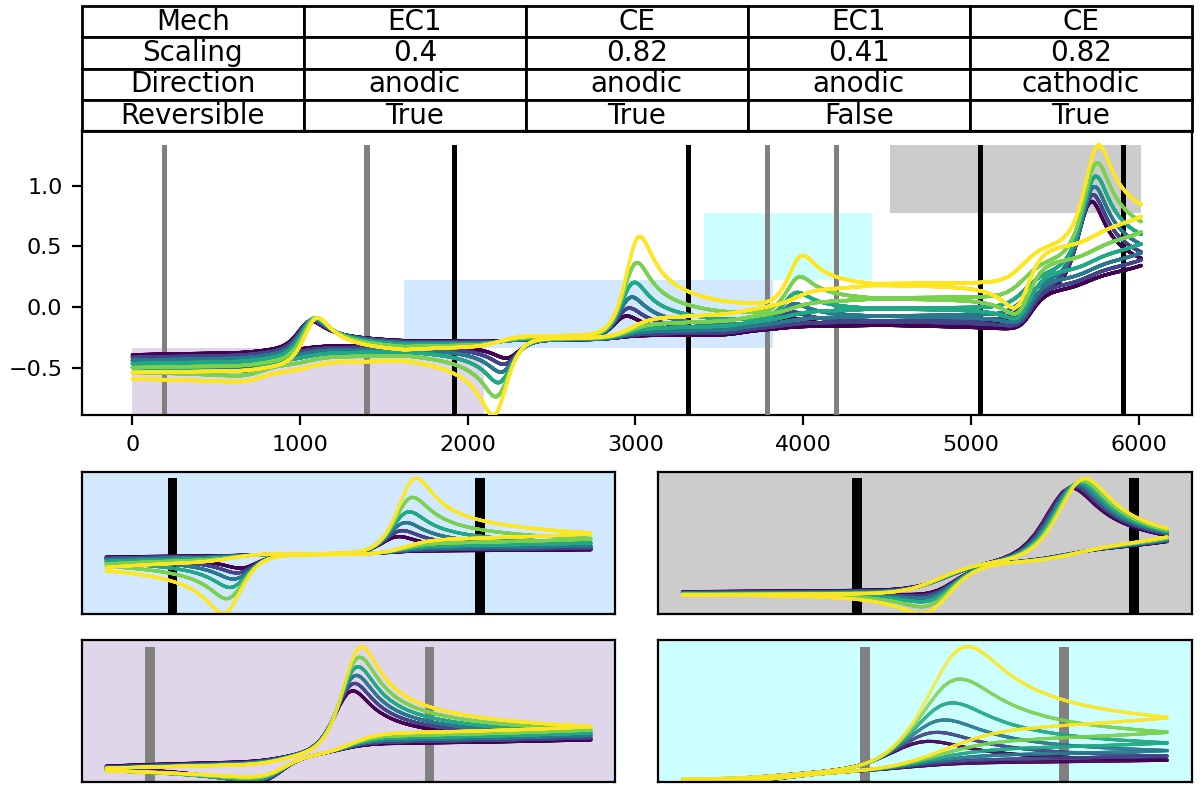 Mech EC1 CE EC1 CE
Scaling 0.4 0.82 0.41 0.82
Direction anodic anodic anodic cathodic
Reversible True True False True
1.0
0.5
0.0
−0.5
0 1000 2000 3000 4000 5000 6000